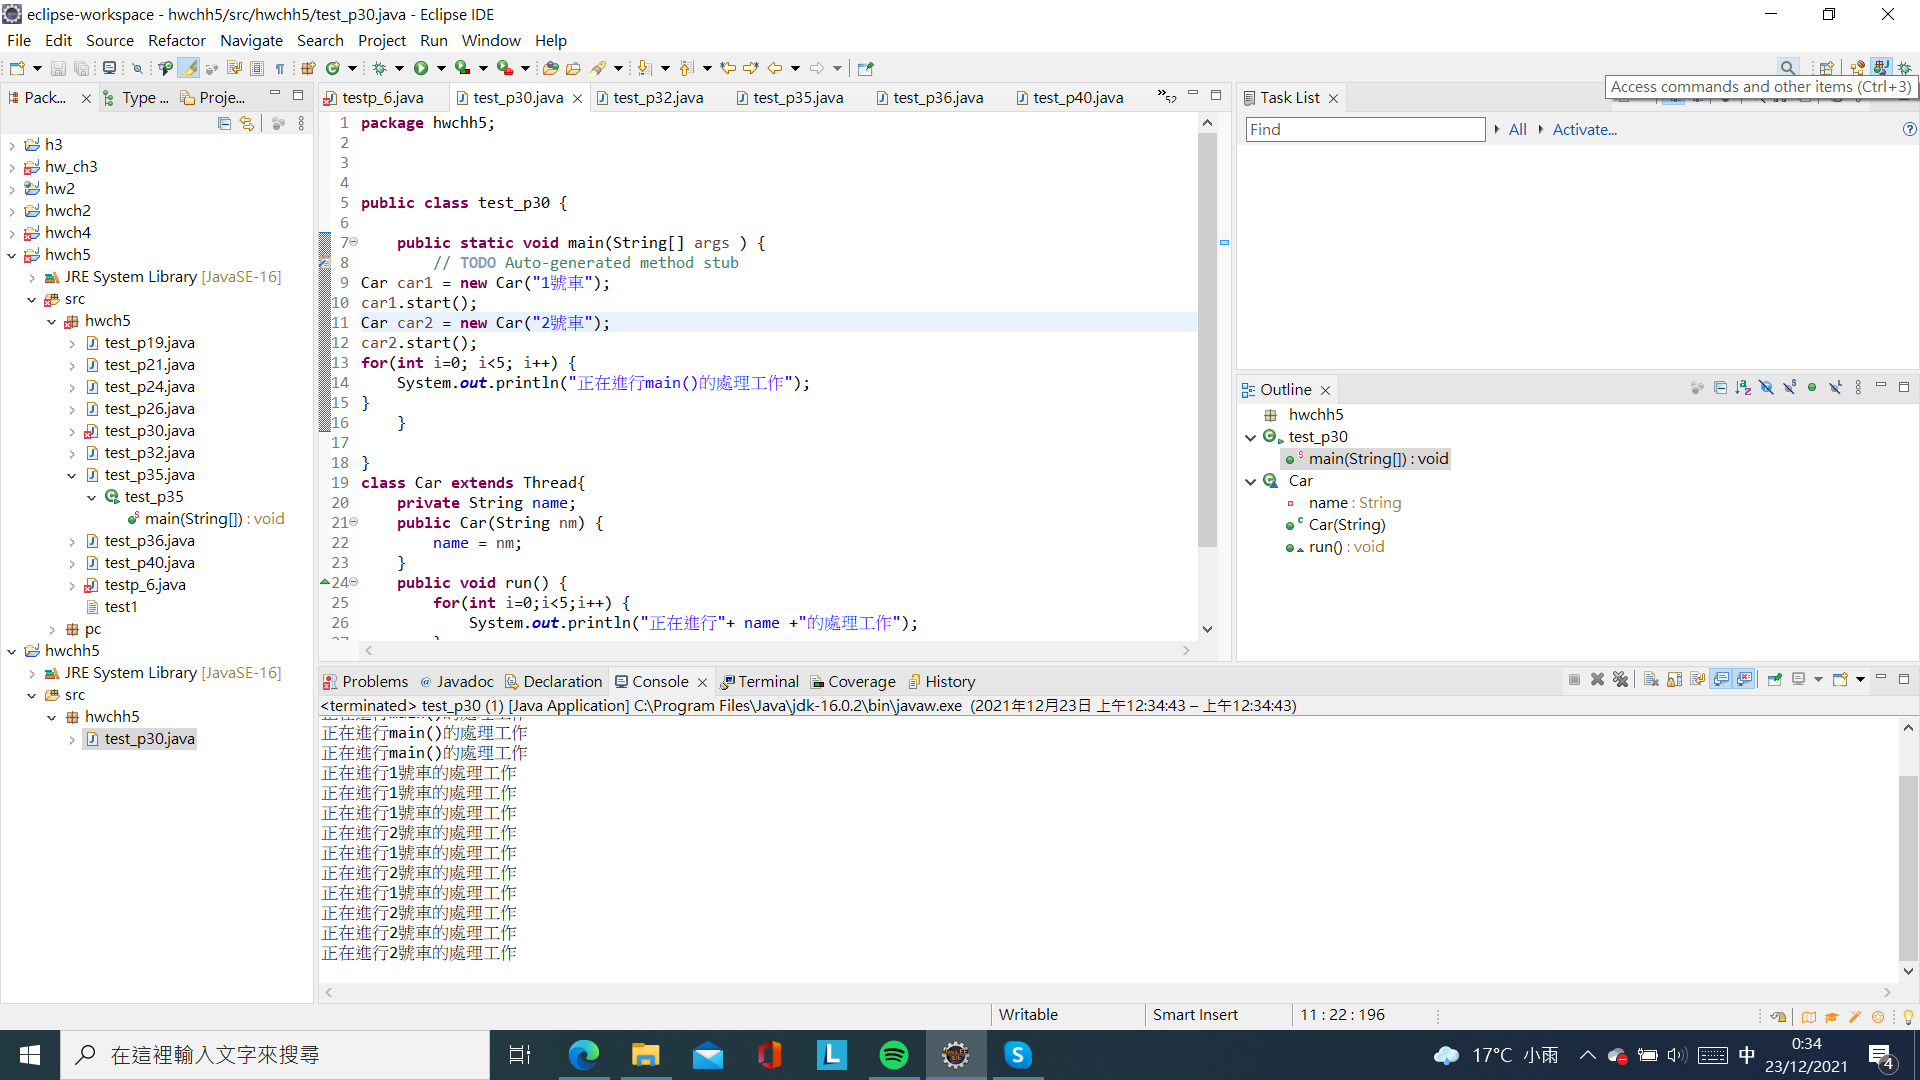 eclipse-workspace - hwchh5/src/hwchh5/test_p30.java - Eclipse IDE
File Edit Source Refactor Navigate Search Project Run Window Help
Access commands and other items (Ctrl+3)
Pack... Type ... Proje...
h3
hw_ch3
hw2
hwch2
hwch4
hwch5
JRE System Library [JavaSE-16]
src
hwch5
test_p19.java
test_p21.java
test_p24.java
test_p26.java
test_p30.java
test_p32.java
test_p35.java
test_p35
main(String[]) : void
test_p36.java
test_p40.java
testp_6.java
test1
pc
hwchh5
JRE System Library [JavaSE-16]
src
hwchh5
test_p30.java
testp_6.java test_p30.java test_p32.java test_p35.java test_p36.java test_p40.java »52
1 package hwchh5;
2
3
4
5 public class test_p30 {
6
7 public static void main(String[] args ) {
8 // TODO Auto-generated method stub
9 Car car1 = new Car("1號車");
10 car1.start();
11 Car car2 = new Car("2號車");
12 car2.start();
13 for(int i=0; i<5; i++) {
14 System.out.println("正在進行main()的處理工作");
15 }
16 }
17
18 }
19 class Car extends Thread{
20 private String name;
21 public Car(String nm) {
22 name = nm;
23 }
24 public void run() {
25 for(int i=0;i<5;i++) {
26 System.out.println("正在進行"+ name +"的處理工作");
Task List
Find All Activate...
Outline
hwchh5
test_p30
main(String[]) : void
Car
name : String
Car(String)
run() : void
Problems Javadoc Declaration Console Terminal Coverage History
<terminated> test_p30 (1) [Java Application] C:\Program Files\Java\jdk-16.0.2\bin\javaw.exe (2021年12月23日 上午12:34:43 – 上午12:34:43)
正在進行main()的處理工作
正在進行main()的處理工作
正在進行main()的處理工作
正在進行1號車的處理工作
正在進行1號車的處理工作
正在進行1號車的處理工作
正在進行2號車的處理工作
正在進行1號車的處理工作
正在進行2號車的處理工作
正在進行1號車的處理工作
正在進行2號車的處理工作
正在進行2號車的處理工作
正在進行2號車的處理工作
Writable Smart Insert 11 : 22 : 196
在這裡輸入文字來搜尋
17°C 小雨 中 0:34
23/12/2021
4